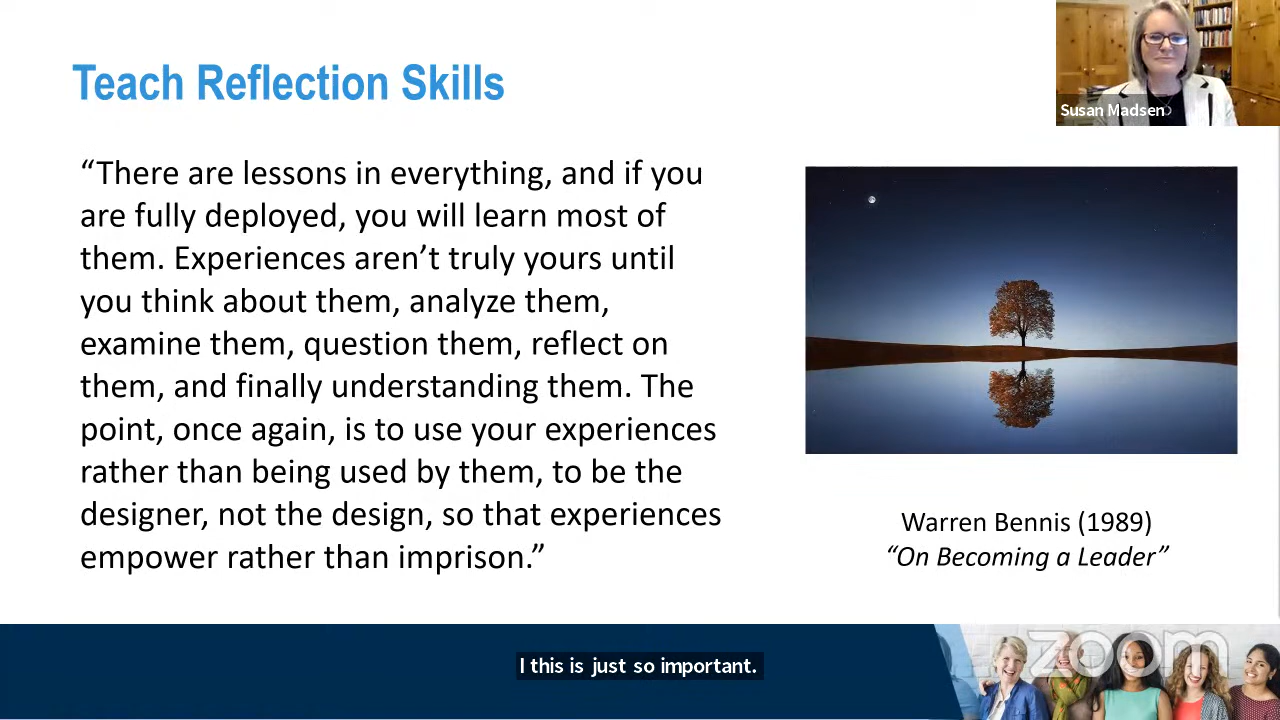 Teach Reflection Skills
Susan Madsen
“There are lessons in everything, and if you
are fully deployed, you will learn most of
them. Experiences aren’t truly yours until
you think about them, analyze them,
examine them, question them, reflect on
them, and finally understanding them. The
point, once again, is to use your experiences
rather than being used by them, to be the
designer, not the design, so that experiences
empower rather than imprison.”
Warren Bennis (1989)
“On Becoming a Leader”
zoom
I this is just so important.